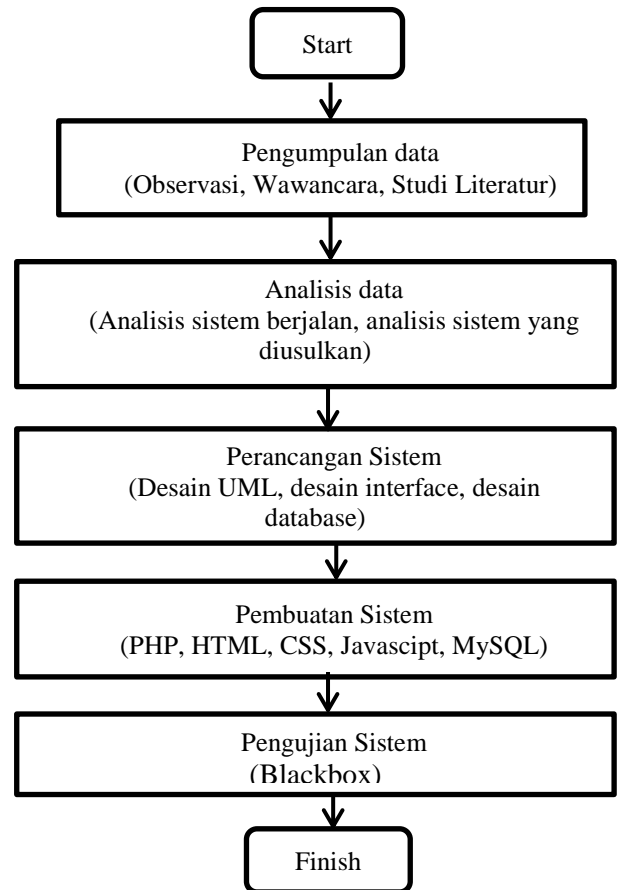 Start
Pengumpulan data
(Observasi, Wawancara, Studi Literatur)
Analisis data
(Analisis sistem berjalan, analisis sistem yang
diusulkan)
Perancangan Sistem
(Desain UML, desain interface, desain
database)
Pembuatan Sistem
(PHP, HTML, CSS, Javascipt, MySQL)
Pengujian Sistem
(Blackbox)
Finish